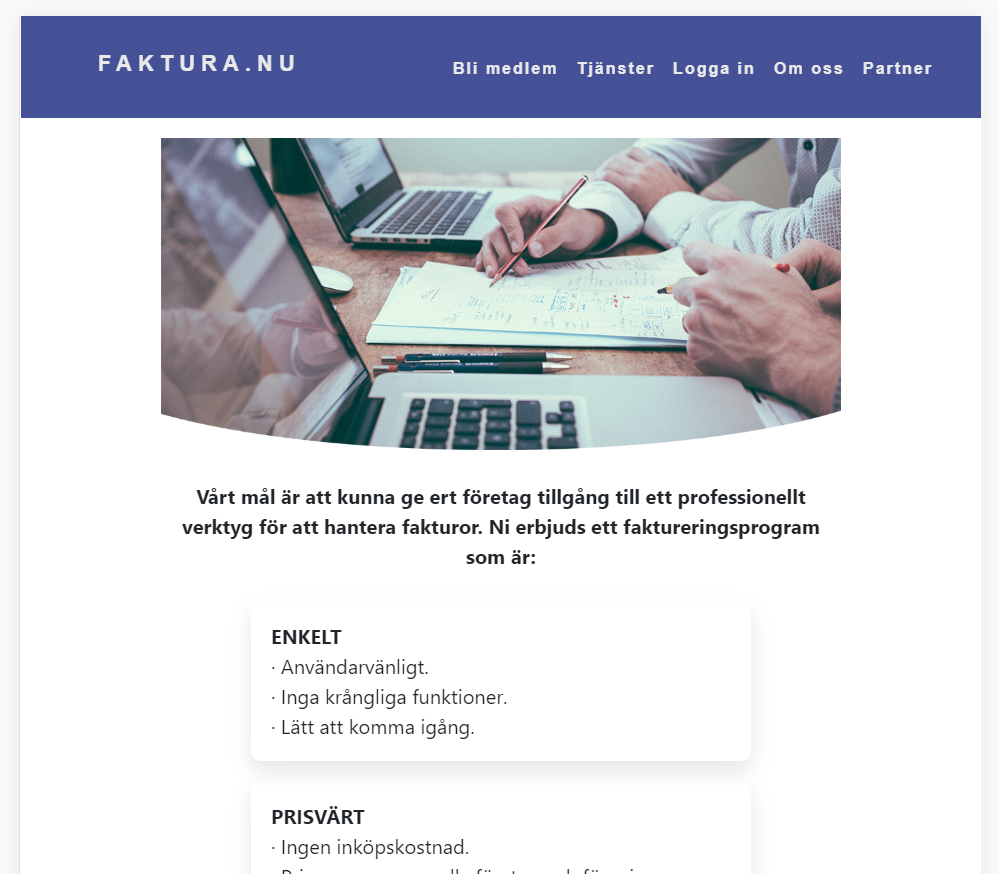 FAKTURA.NU
Bli medlem Tjänster Logga in Om oss Partner
Vårt mål är att kunna ge ert företag tillgång till ett professionellt
verktyg för att hantera fakturor. Ni erbjuds ett faktureringsprogram
som är:
ENKELT
· Användarvänligt.
· Inga krångliga funktioner.
· Lätt att komma igång.
PRISVÄRT
· Ingen inköpskostnad.